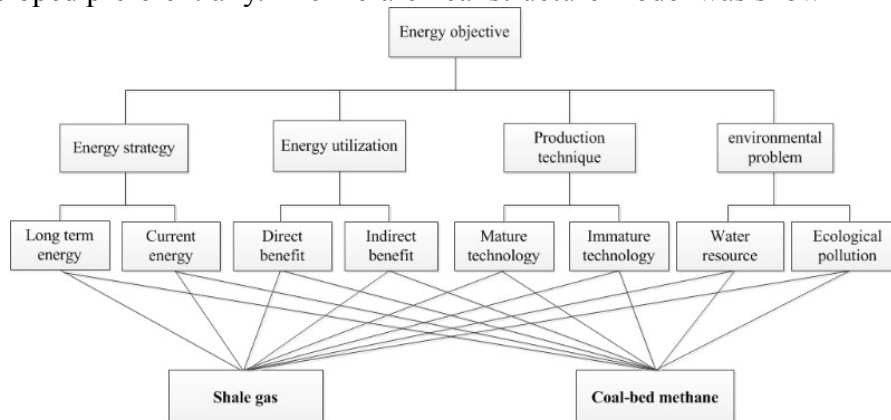 preferentially.
Energy objective
Energy strategy
Energy utilization
Production
technique
environmental
problem
Long term
energy
Current
energy
Direct
benefit
Indirect
benefit
Mature
technology
Immature
technology
Water
resource
Ecological
pollution
Shale gas
Coal-bed methane